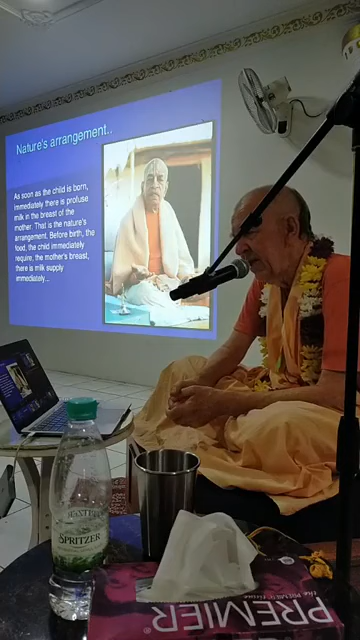 Nature's arrangement..
As soon as the child is born,
immediately there is profuse
milk in the breast of the
mother. That is the nature's
arrangement. Before birth, the
food, the child immediately
require, the mother's breast,
there is milk supply
immediately...
SPRITZER
PREMIER®